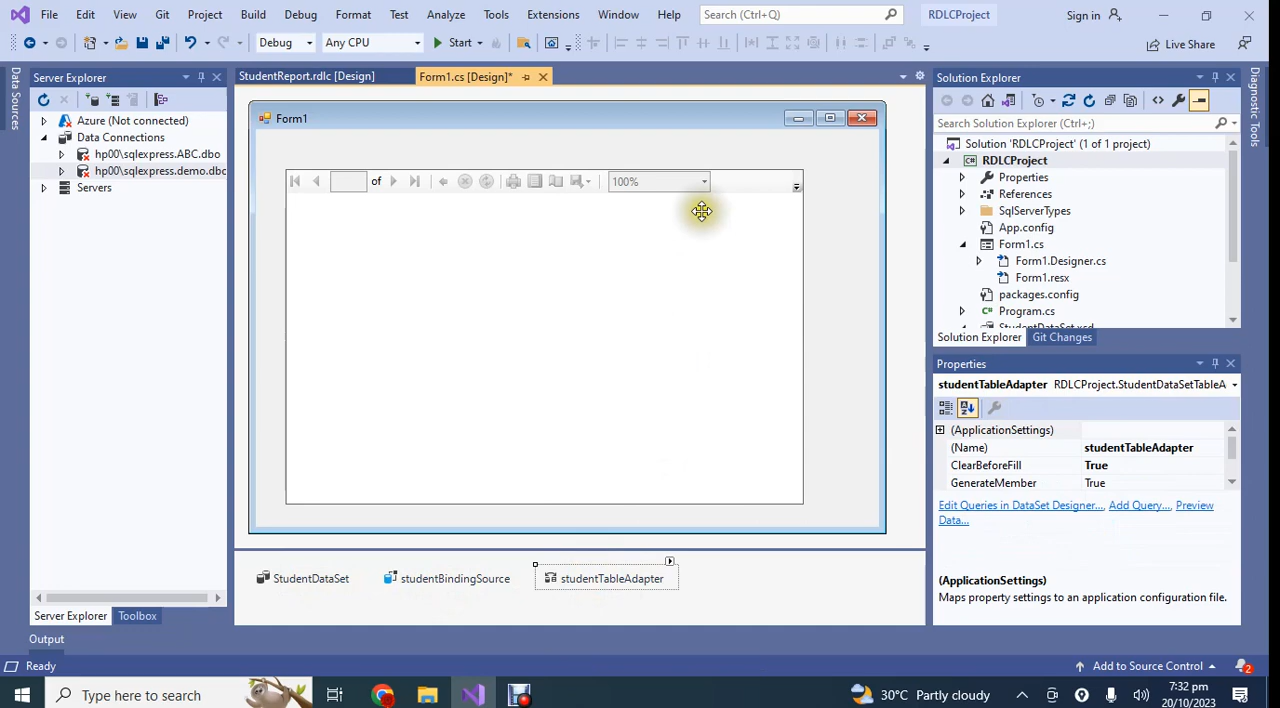 File Edit View Git Project Build Debug Format Test Analyze Tools Extensions Window Help Search (Ctrl+Q) RDLCProject Sign in
Debug Any CPU Start Live Share
Data Sources
Server Explorer
Azure (Not connected)
Data Connections
hp00\sqlexpress.ABC.dbo
hp00\sqlexpress.demo.dbo
Servers
Server Explorer Toolbox
StudentReport.rdlc [Design] Form1.cs [Design]*
Form1
of 100%
StudentDataSet studentBindingSource studentTableAdapter
Solution Explorer
Search Solution Explorer (Ctrl+;)
Solution 'RDLCProject' (1 of 1 project)
RDLCProject
Properties
References
SqlServerTypes
App.config
Form1.cs
Form1.Designer.cs
Form1.resx
packages.config
Program.cs
StudentDataSet.xsd
Solution Explorer Git Changes
Properties
studentTableAdapter RDLCProject.StudentDataSetTableA
(ApplicationSettings)
(Name) studentTableAdapter
ClearBeforeFill True
GenerateMember True
Edit Queries in DataSet Designer..., Add Query..., Preview
Data...
(ApplicationSettings)
Maps property settings to an application configuration file.
Diagnostic Tools
Output
Ready Add to Source Control 2
Type here to search 30°C Partly cloudy 7:32 pm
20/10/2023